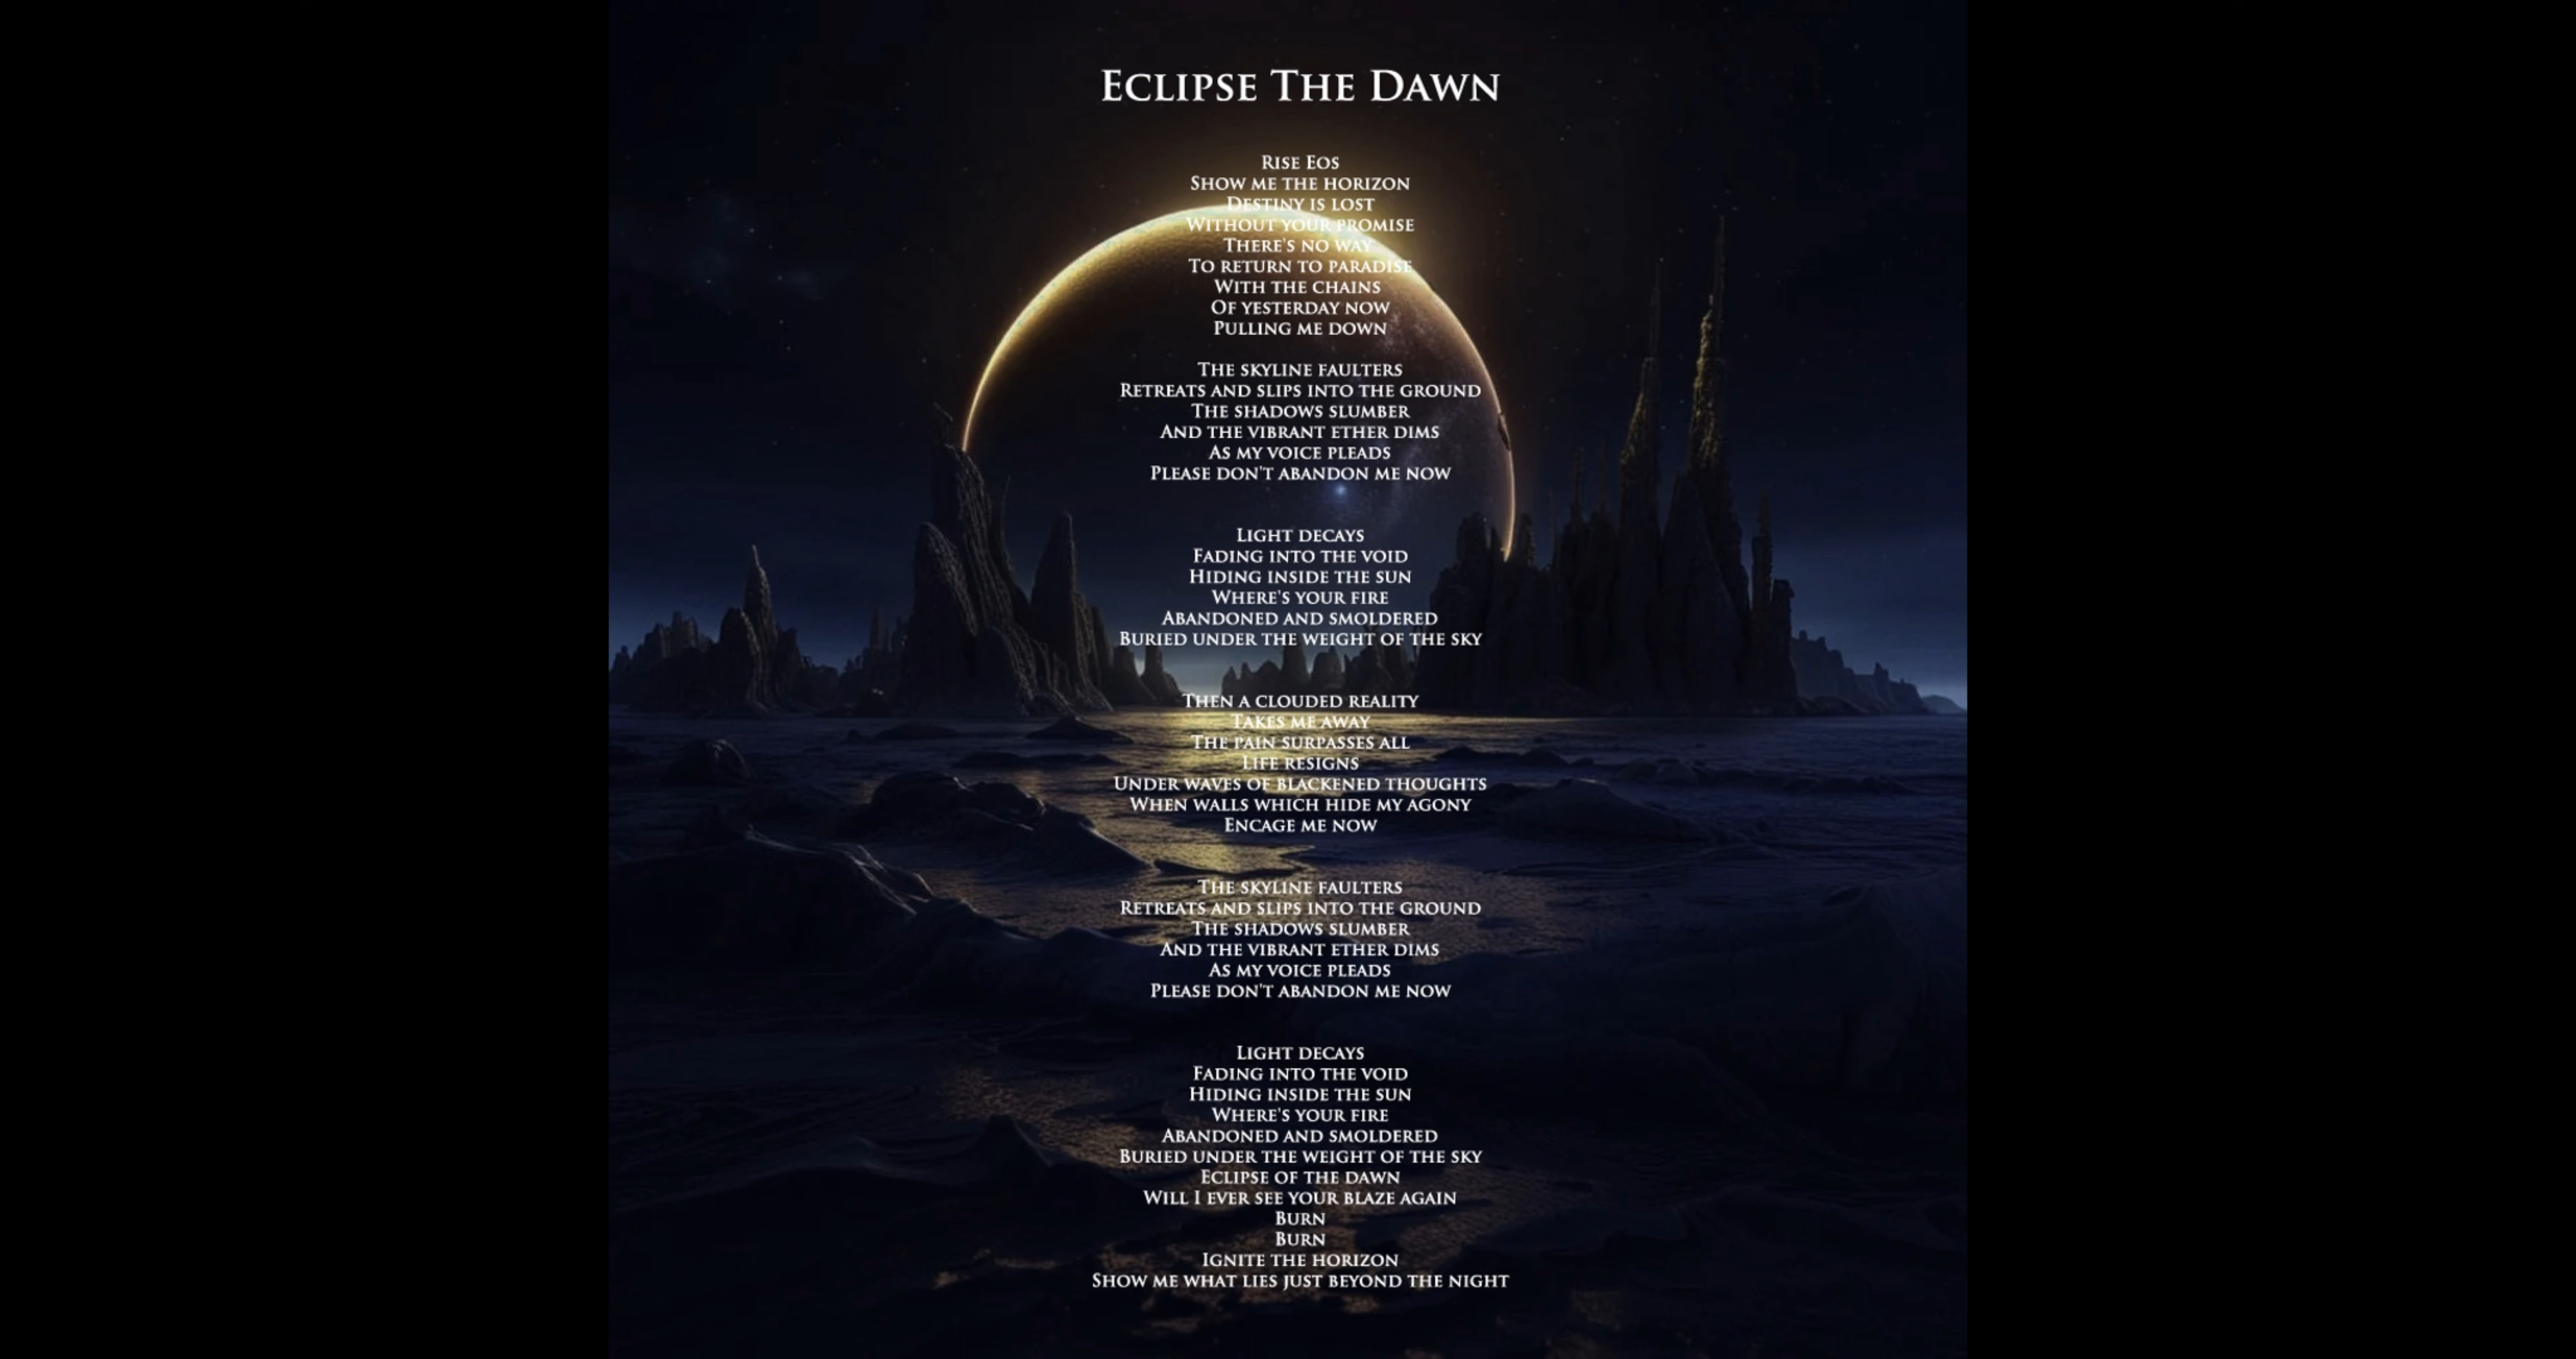 Eclipse The Dawn
Rise Eos
Show me the horizon
Destiny is lost
Without your promise
There's no way
To return to paradise
With the chains
Of yesterday now
Pulling me down
The skyline faulters
Retreats and slips into the ground
The shadows slumber
And the vibrant ether dims
As my voice pleads
Please don't abandon me now
Light decays
Fading into the void
Hiding inside the sun
Where's your fire
Abandoned and smoldered
Buried under the weight of the sky
Then a clouded reality
Takes me away
The pain surpasses all
Life resigns
Under waves of blackened thoughts
When walls which hide my agony
Encage me now
The skyline faulters
Retreats and slips into the ground
The shadows slumber
And the vibrant ether dims
As my voice pleads
Please don't abandon me now
Light decays
Fading into the void
Hiding inside the sun
Where's your fire
Abandoned and smoldered
Buried under the weight of the sky
Eclipse of the dawn
Will I ever see your blaze again
Burn
Burn
Ignite the horizon
Show me what lies just beyond the night